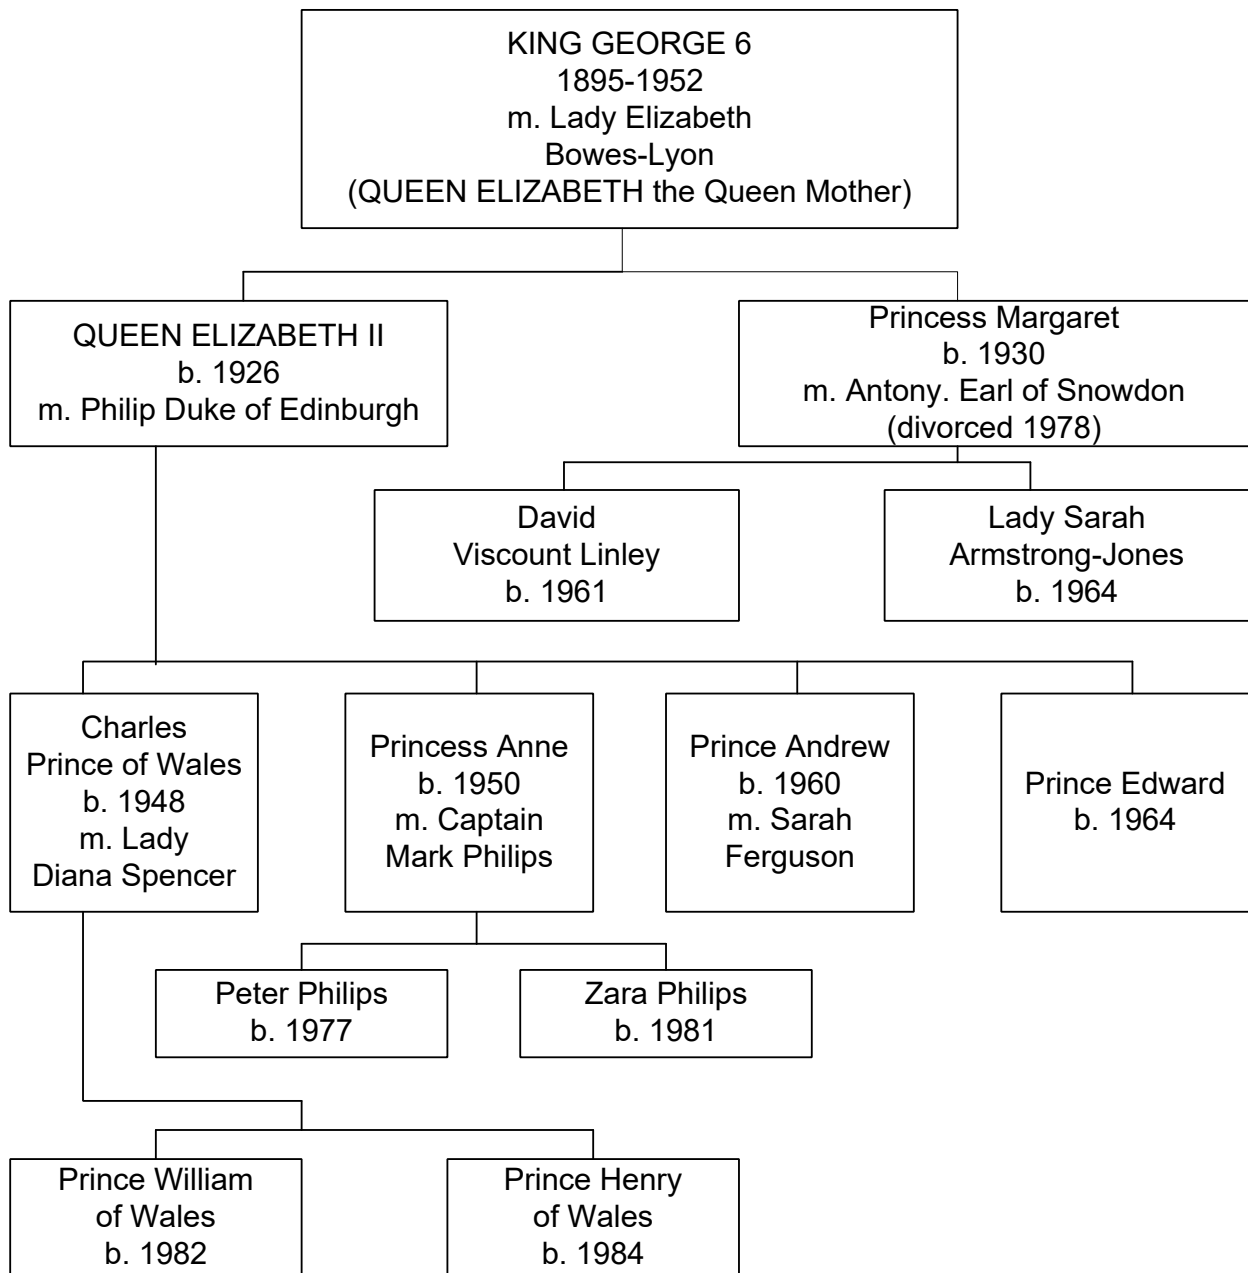 KING GEORGE 6
1895-1952
m. Lady Elizabeth
Bowes-Lyon
(QUEEN ELIZABETH the Queen Mother)
QUEEN ELIZABETH II
b. 1926
m. Philip Duke of Edinburgh
Princess Margaret
b. 1930
m. Antony. Earl of Snowdon
(divorced 1978)
David
Viscount Linley
b. 1961
Lady Sarah
Armstrong-Jones
b. 1964
Charles
Prince of Wales
b. 1948
m. Lady
Diana Spencer
Princess Anne
b. 1950
m. Captain
Mark Philips
Prince Andrew
b. 1960
m. Sarah
Ferguson
Prince Edward
b. 1964
Peter Philips
b. 1977
Zara Philips
b. 1981
Prince William
of Wales
b. 1982
Prince Henry
of Wales
b. 1984